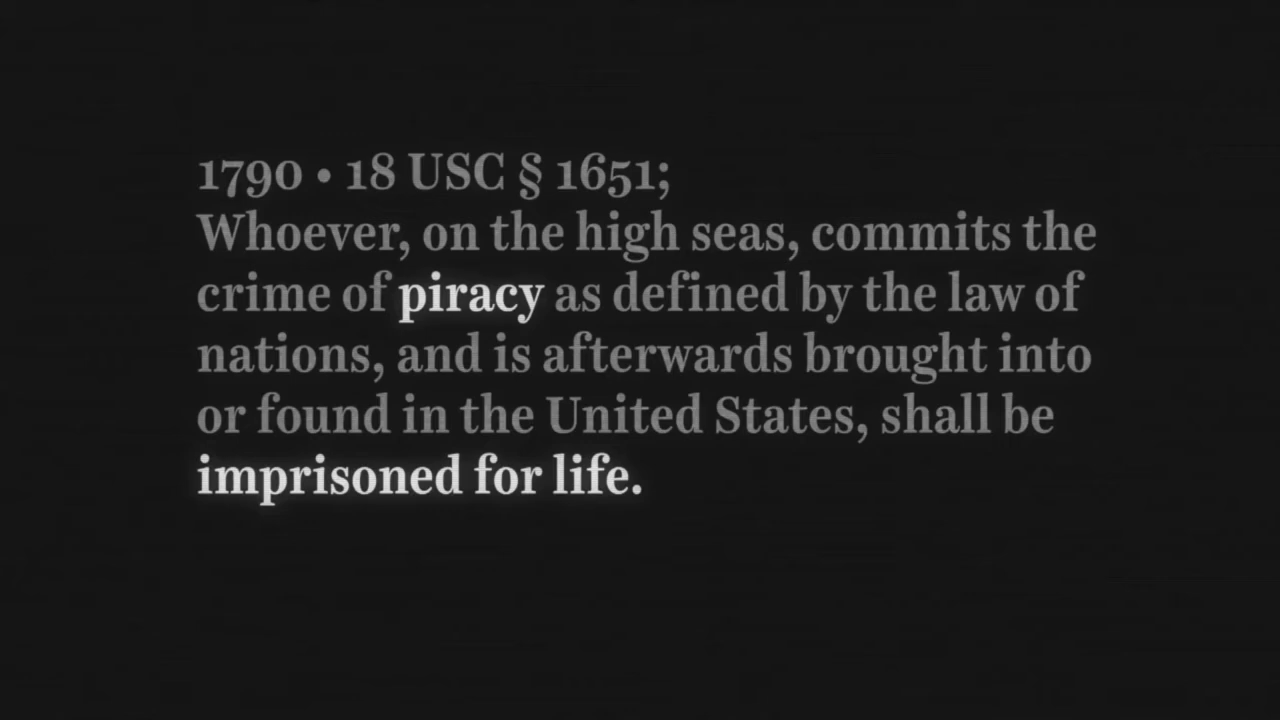 1790 • 18 USC § 1651;
Whoever, on the high seas, commits the
crime of piracy as defined by the law of
nations, and is afterwards brought into
or found in the United States, shall be
imprisoned for life.